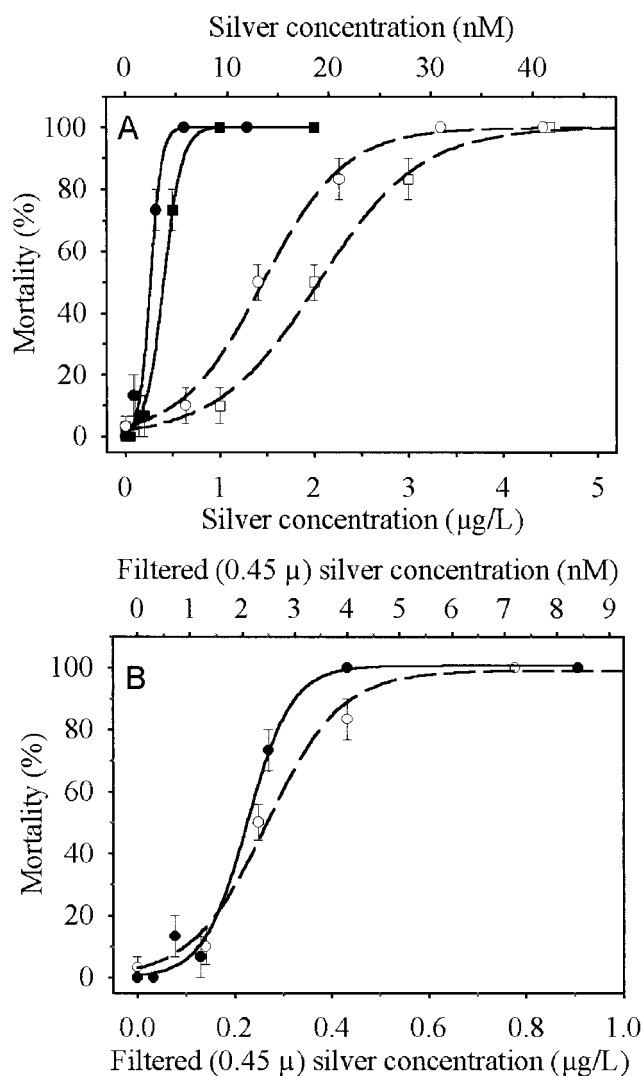 Silver concentration (nM)
0 10 20 30 40
A
100
80
60
40
20
0
Mortality (%)
0 1 2 3 4 5
Silver concentration (µg/L)
Filtered (0.45 µ) silver concentration (nM)
0 1 2 3 4 5 6 7 8 9
B
100
80
60
40
20
0
Mortality (%)
0.0 0.2 0.4 0.6 0.8 1.0
Filtered (0.45 µ) silver concentration (µg/L)